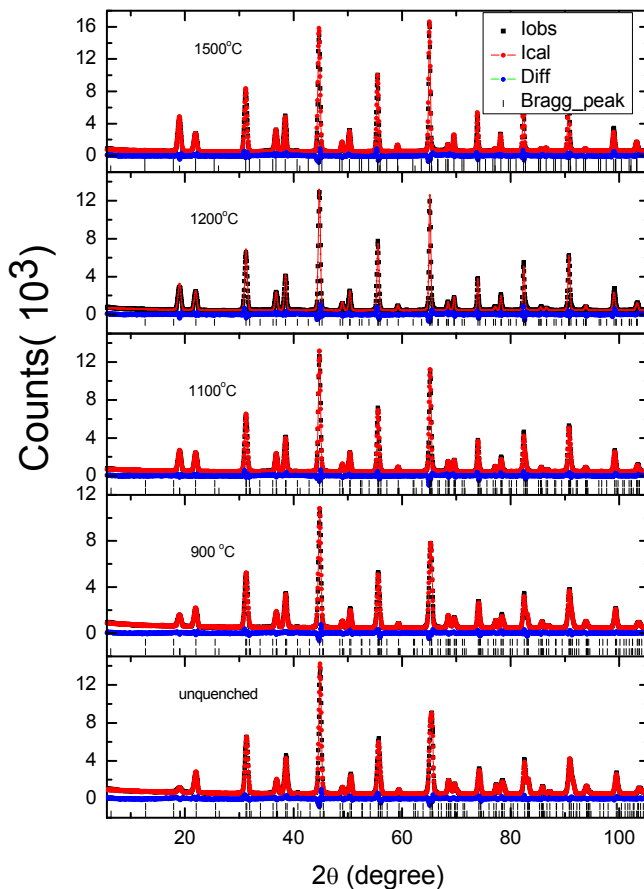 16
12
8
4
0
1500°C
Iobs
Ical
Diff
Bragg_peak
12
8
4
0
1200°C
12
8
4
0
1100°C
12
8
4
0
900 °C
12
8
4
0
unquenched
Counts( 10³)
20 40 60 80 100
2θ (degree)